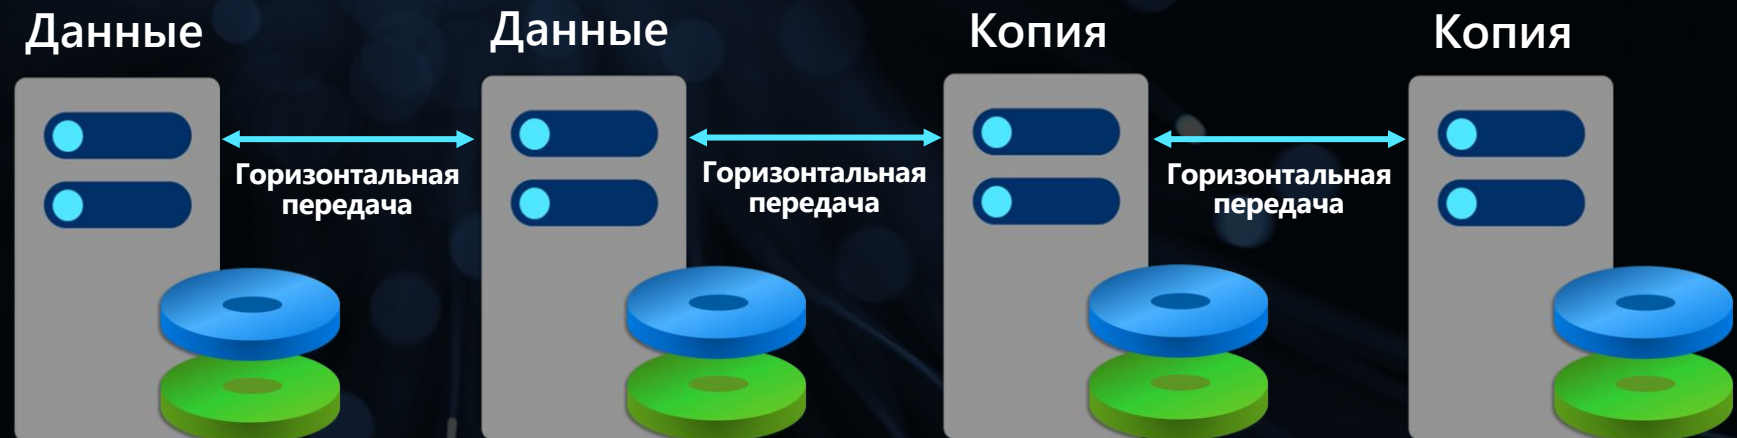 Данные
Данные
Копия
Копия
Горизонтальная
передача
Горизонтальная
передача
Горизонтальная
передача